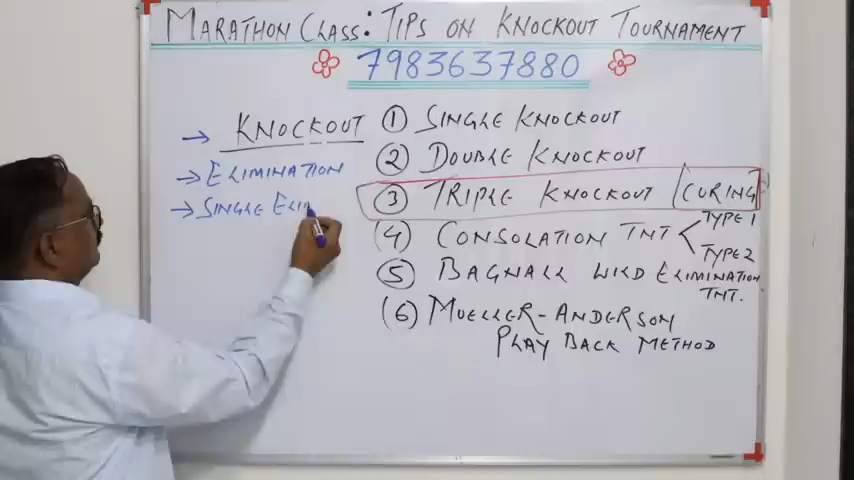 MARATHON CLASS: TIPS ON KNOCKOUT TOURNAMENT
7983637880
→ KNOCKOUT
→ ELIMINATION
→ SINGLE ELI
① SINGLE KNOCKOUT
② DOUBLE KNOCKOUT
③ TRIPLE KNOCKOUT [CURING]
(4) CONSOLATION TNT < TYPE 1
TYPE 2
⑤ BAGNALL WILD ELIMINATION
TNT.
(6) MUELLER-ANDERSON
PLAY BACK METHOD